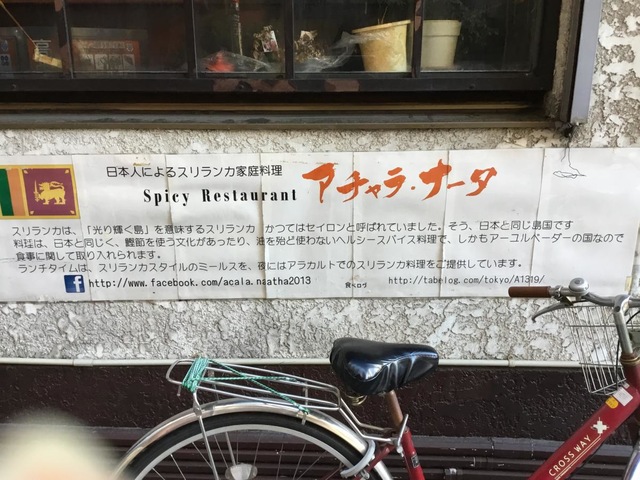 日本人によるスリランカ家庭料理
Spicy Restaurant アチャラ・ナータ
スリランカは、「光り輝く島」を意味するスリランカ かつてはセイロンと呼ばれていました。そう、日本と同じ島国です
料理は、日本と同じく、鰹節を使う文化があったり、油を殆ど使わないヘルシースパイス料理で、しかもアーユルベーダーの国なので
食事に関して取り入れられます。
ランチタイムは、スリランカスタイルのミールスを、夜にはアラカルトでのスリランカ料理をご提供しています。
f http://www.facebook.com/acala.naatha2013 食べログ http://tabelog.com/tokyo/A1319/
CROSS WAY